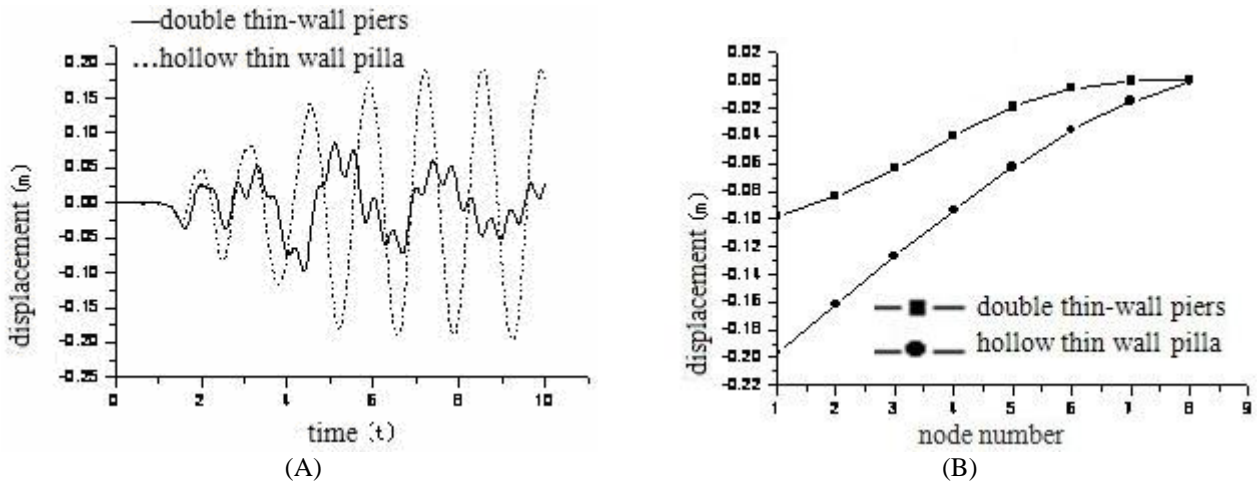 double thin-wall piers
...hollow thin wall pilla
0.20
0.15
0.10
0.05
0.00
-0.05
-0.10
-0.15
-0.20
-0.25
displacement (m)
0 2 4 6 8 10
time (t)
(A)
0.02
0.00
-0.02
-0.04
-0.06
-0.08
-0.10
-0.12
-0.14
-0.16
-0.18
-0.20
-0.22
displacement (m)
double thin-wall piers
hollow thin wall pilla
1 2 3 4 5 6 7 8 9
node number
(B)